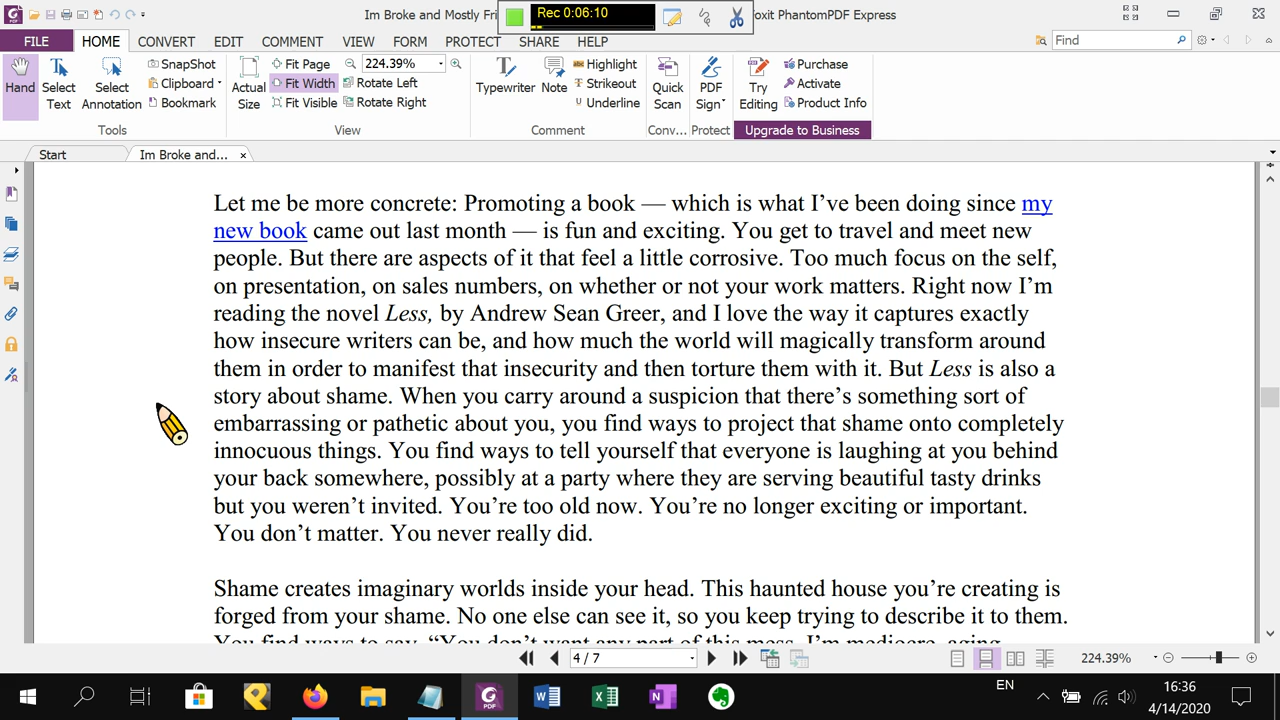 Im Broke and Mostly Fri
Rec 0:06:10
oxit PhantomPDF Express
FILE HOME CONVERT EDIT COMMENT VIEW FORM PROTECT SHARE HELP
Find
Hand
Select Text
Select Annotation
SnapShot
Clipboard
Bookmark
Tools
Actual Size
Fit Page
Fit Width
Fit Visible
224.39%
Rotate Left
Rotate Right
View
Typewriter
Note
Highlight
Strikeout
Underline
Comment
Quick Scan
Conv...
PDF Sign
Protect
Try Editing
Purchase
Activate
Product Info
Upgrade to Business
Start
Im Broke and...
Let me be more concrete: Promoting a book — which is what I’ve been doing since my
new book came out last month — is fun and exciting. You get to travel and meet new
people. But there are aspects of it that feel a little corrosive. Too much focus on the self,
on presentation, on sales numbers, on whether or not your work matters. Right now I’m
reading the novel Less, by Andrew Sean Greer, and I love the way it captures exactly
how insecure writers can be, and how much the world will magically transform around
them in order to manifest that insecurity and then torture them with it. But Less is also a
story about shame. When you carry around a suspicion that there’s something sort of
embarrassing or pathetic about you, you find ways to project that shame onto completely
innocuous things. You find ways to tell yourself that everyone is laughing at you behind
your back somewhere, possibly at a party where they are serving beautiful tasty drinks
but you weren’t invited. You’re too old now. You’re no longer exciting or important.
You don’t matter. You never really did.
Shame creates imaginary worlds inside your head. This haunted house you’re creating is
forged from your shame. No one else can see it, so you keep trying to describe it to them.
You find ways to say, “You don’t want any part of this mess. I’m mediocre, aging
4 / 7
224.39%
EN
16:36
4/14/2020